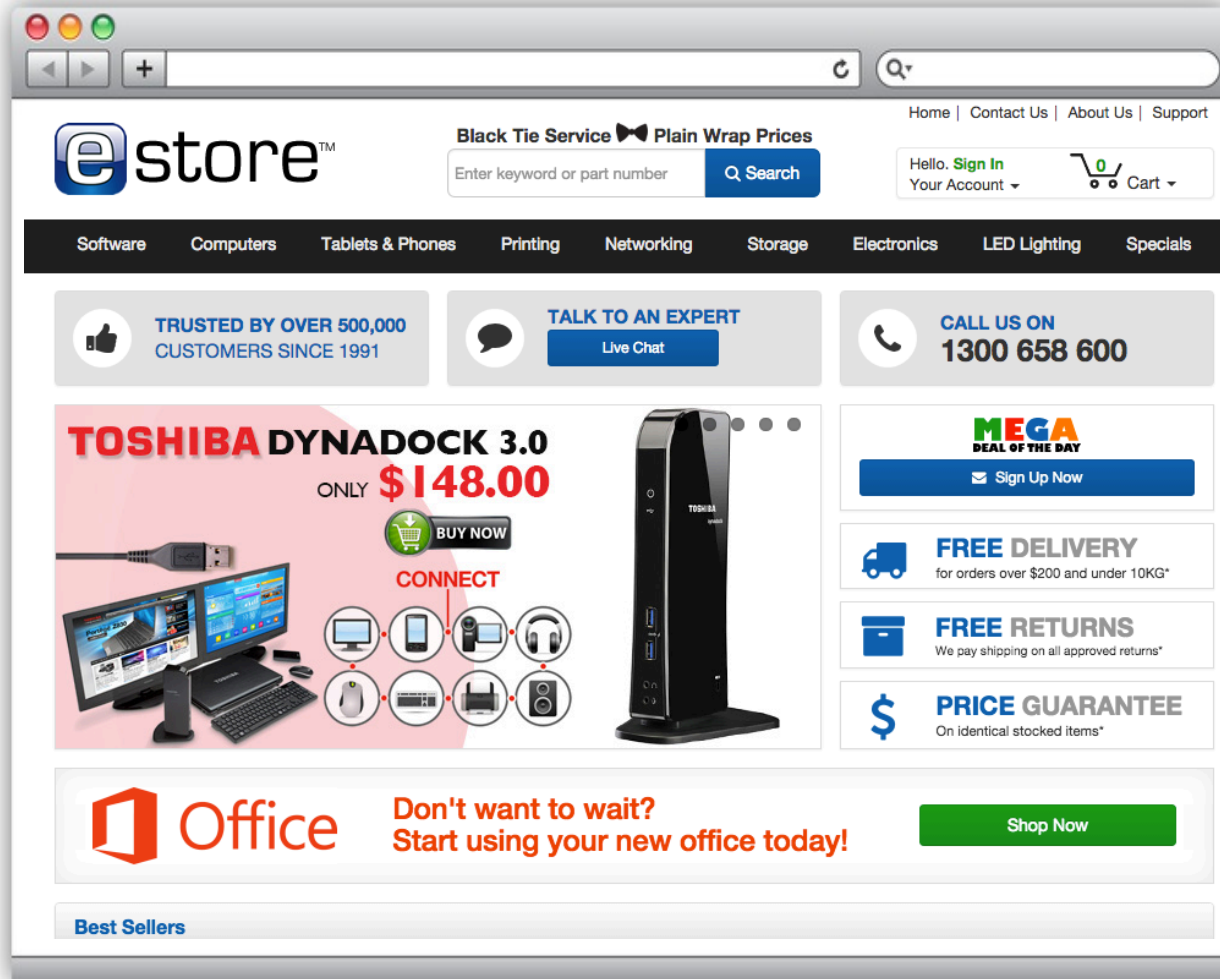 Home | Contact Us | About Us | Support
e store™
Black Tie Service Plain Wrap Prices
Enter keyword or part number
Search
Hello. Sign In
Your Account
0
Cart
Software Computers Tablets & Phones Printing Networking Storage Electronics LED Lighting Specials
TRUSTED BY OVER 500,000
CUSTOMERS SINCE 1991
TALK TO AN EXPERT
Live Chat
CALL US ON
1300 658 600
TOSHIBA DYNADOCK 3.0
ONLY $148.00
BUY NOW
CONNECT
TOSHIBA
MEGA
DEAL OF THE DAY
Sign Up Now
FREE DELIVERY
for orders over $200 and under 10KG*
FREE RETURNS
We pay shipping on all approved returns*
PRICE GUARANTEE
On identical stocked items*
Office
Don't want to wait?
Start using your new office today!
Shop Now
Best Sellers